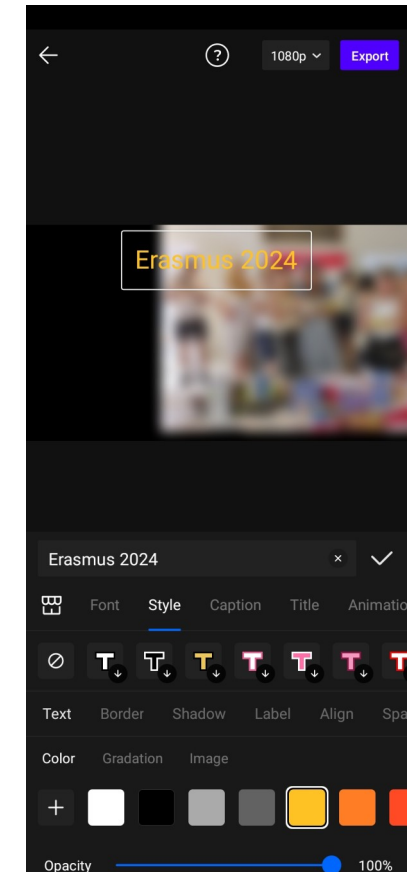 1080p
Export
Erasmus 2024
Erasmus 2024
Font Style Caption Title Animatio
T T T T T T T
Text Border Shadow Label Align Spa
Color Gradation Image
Opacity 100%